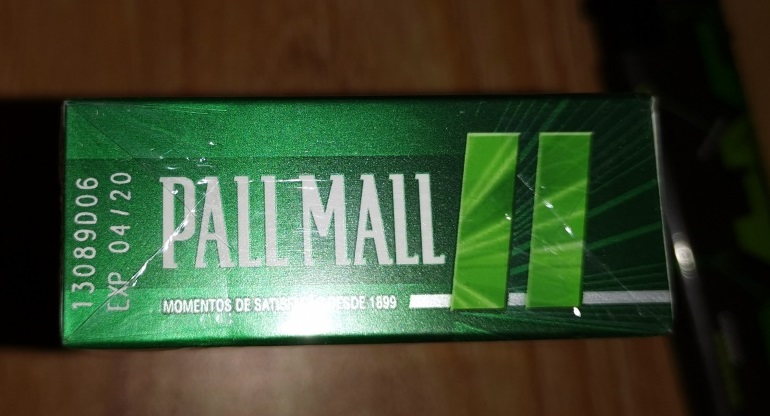 13089D06
EXP 04/20
PALL MALL
MOMENTOS DE DESDE 1899